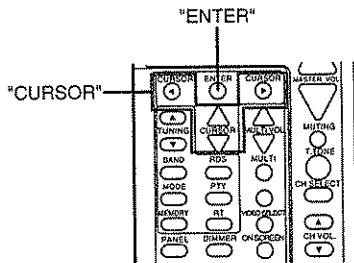 "ENTER"
"CURSOR"
CURSOR ENTER CURSOR
MASTER VOL
TUNING CURSOR MULTI VOL
MUTING
T.TONE
BAND RDS MULTI
CH SELECT
MODE PTY
MEMORY RT VIDEO SELECT
CH VOL.
PANEL DIMMER ON SCREEN